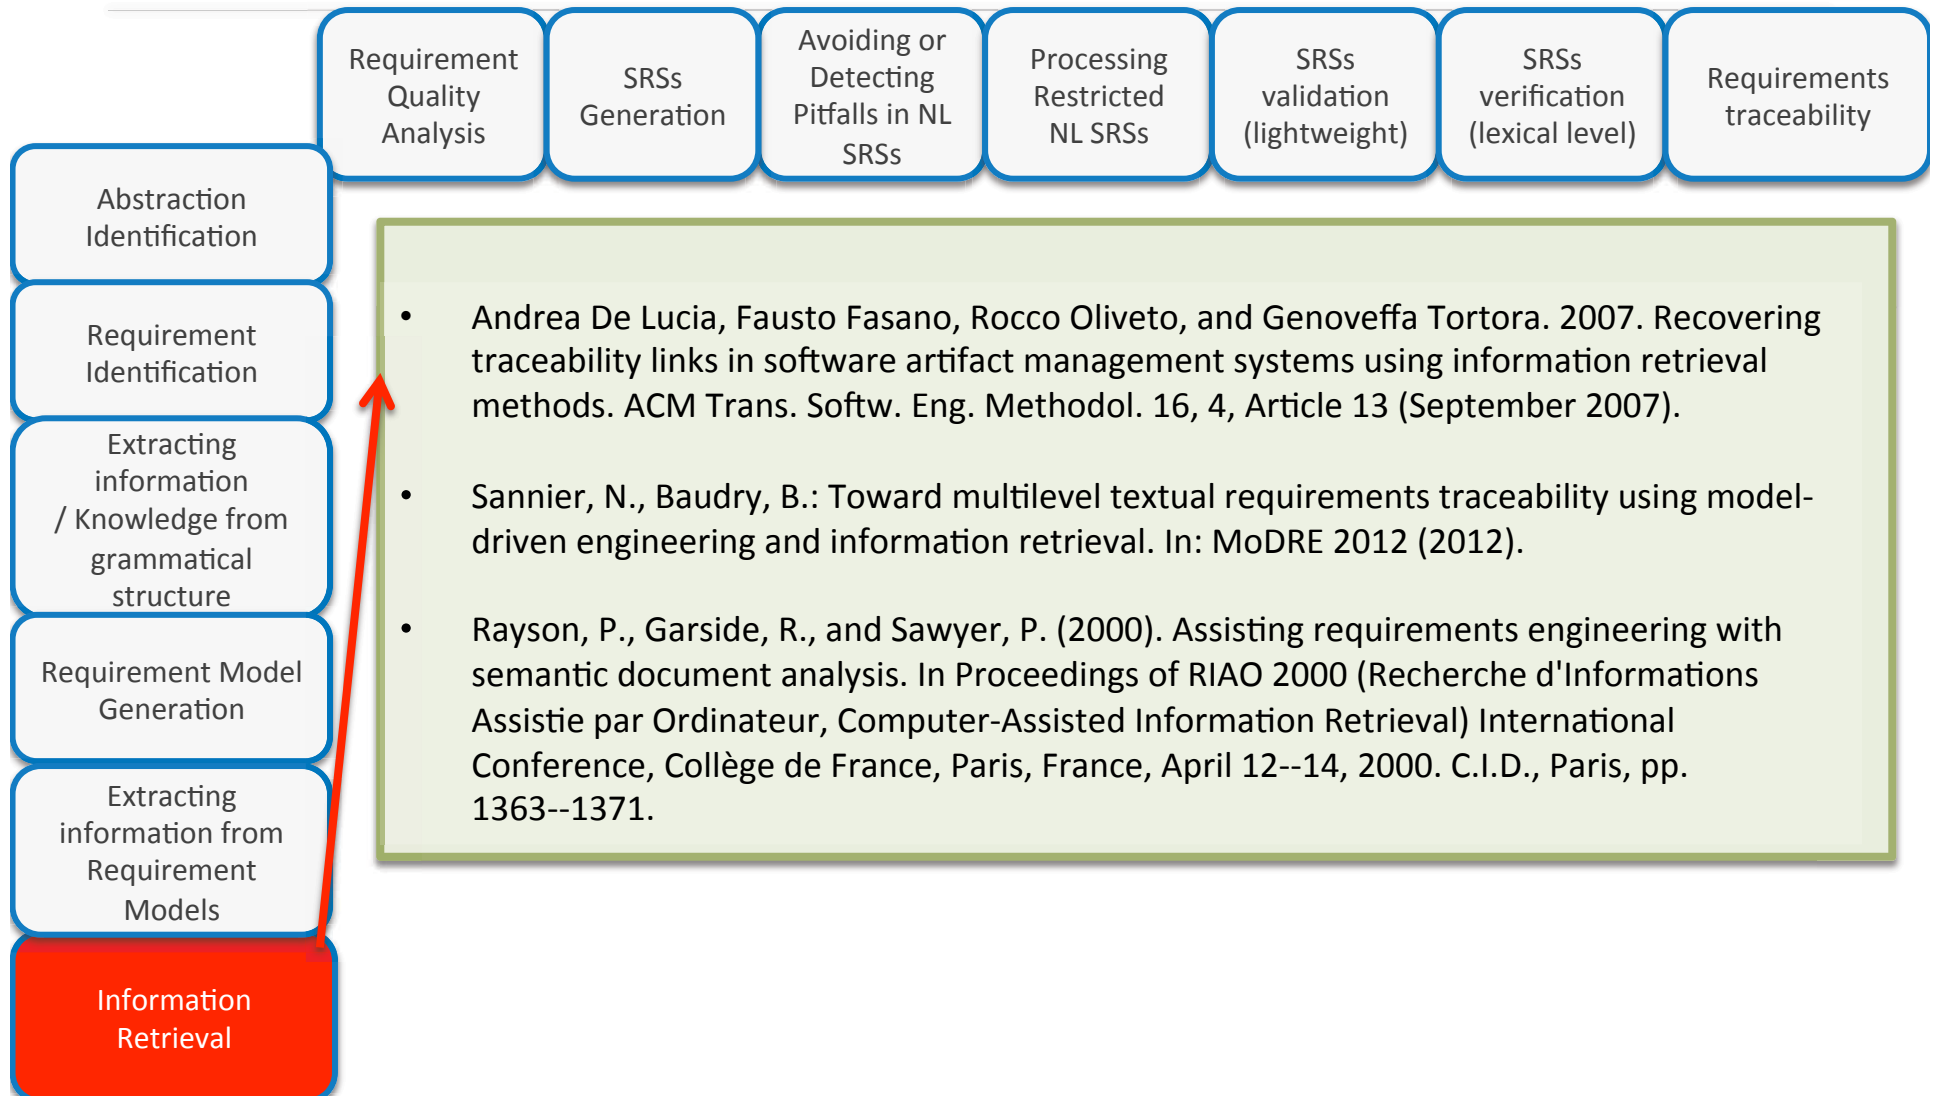 Requirement
Quality
Analysis
SRSs
Generation
Avoiding or
Detecting
Pitfalls in NL
SRSs
Processing
Restricted
NL SRSs
SRSs
validation
(lightweight)
SRSs
verification
(lexical level)
Requirements
traceability
Abstraction
Identification
Requirement
Identification
Extracting
information
/ Knowledge from
grammatical
structure
Requirement Model
Generation
Extracting
information from
Requirement
Models
Information
Retrieval
• Andrea De Lucia, Fausto Fasano, Rocco Oliveto, and Genoveffa Tortora. 2007. Recovering
traceability links in software artifact management systems using information retrieval
methods. ACM Trans. Softw. Eng. Methodol. 16, 4, Article 13 (September 2007).
• Sannier, N., Baudry, B.: Toward multilevel textual requirements traceability using model-
driven engineering and information retrieval. In: MoDRE 2012 (2012).
• Rayson, P., Garside, R., and Sawyer, P. (2000). Assisting requirements engineering with
semantic document analysis. In Proceedings of RIAO 2000 (Recherche d'Informations
Assistie par Ordinateur, Computer-Assisted Information Retrieval) International
Conference, Collège de France, Paris, France, April 12--14, 2000. C.I.D., Paris, pp.
1363--1371.